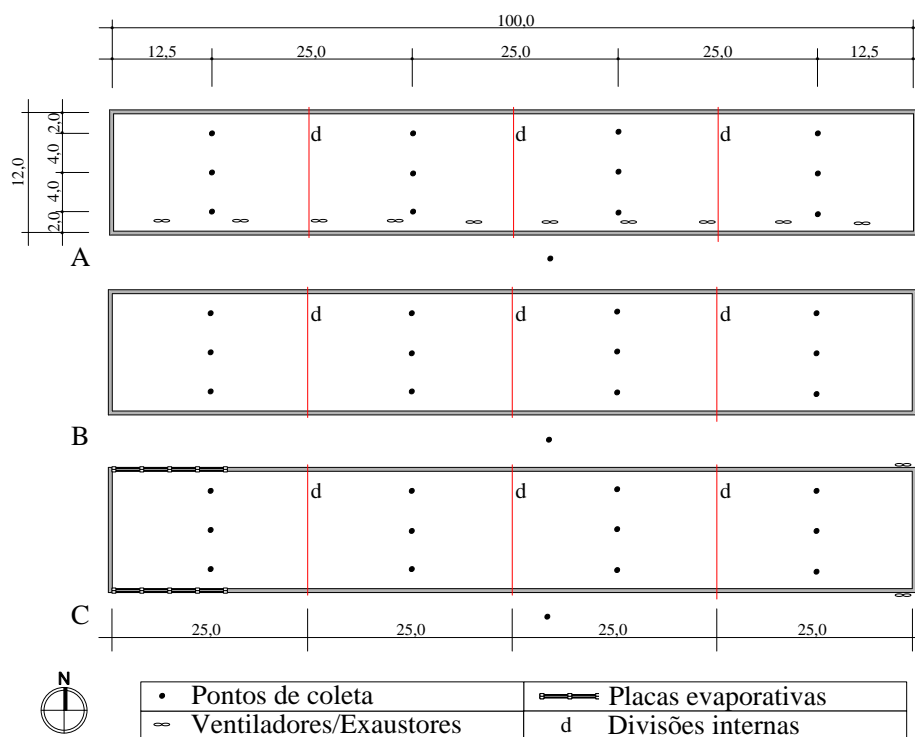 100,0
12,5 25,0 25,0 25,0 12,5
12,0
2,0
4,0
4,0
2,0
d d d
A
d d d
B
d d d
C
25,0 25,0 25,0 25,0
N
Pontos de coleta
Placas evaporativas
Ventiladores/Exaustores
d Divisões internas